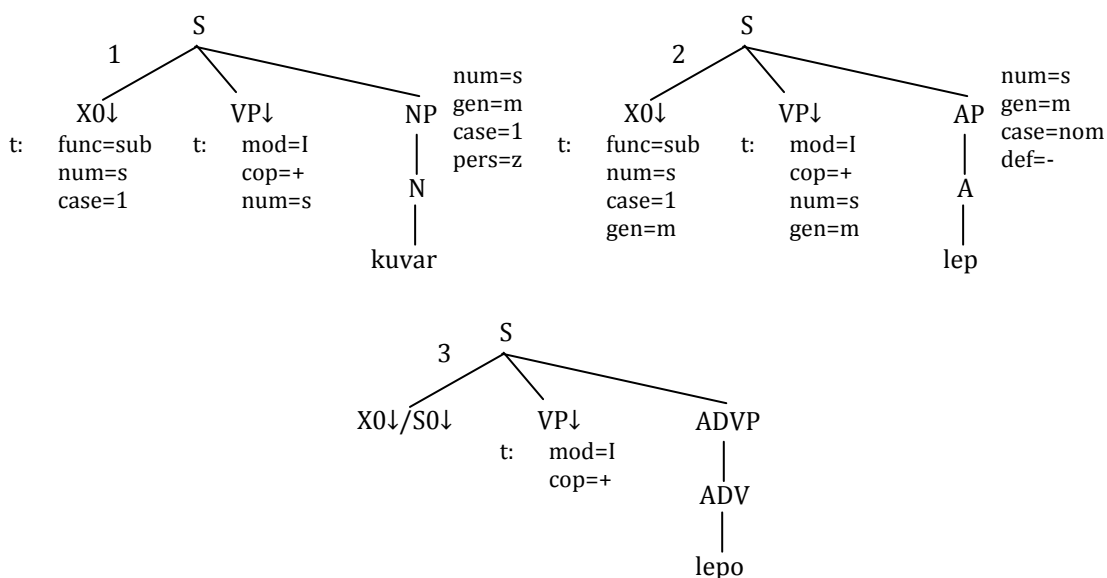 S
1
X0↓ VP↓ NP
t: func=sub
num=s
case=1
t: mod=I
cop=+
num=s
num=s
gen=m
case=1
pers=z
N
kuvar
S
2
X0↓ VP↓ AP
t: func=sub
num=s
case=1
gen=m
t: mod=I
cop=+
num=s
gen=m
num=s
gen=m
case=nom
def=-
A
lep
S
3
X0↓/S0↓ VP↓ ADVP
t: mod=I
cop=+
ADV
lepo